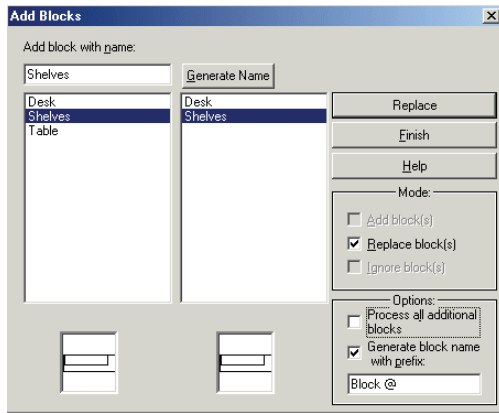 Add Blocks
Add block with name:
Shelves
Generate Name
Desk
Shelves
Table
Desk
Shelves
Replace
Finish
Help
Mode:
Add block(s)
Replace block(s)
Ignore block(s)
Options:
Process all additional
blocks
Generate block name
with prefix:
Block @